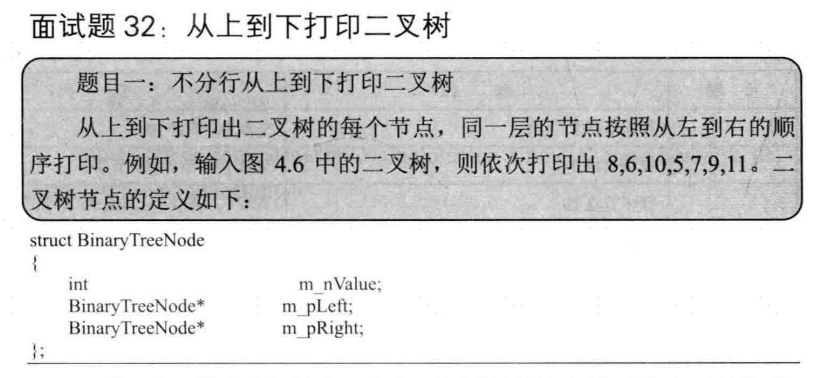 面试题 32：从上到下打印二叉树
题目一：不分行从上到下打印二叉树
从上到下打印出二叉树的每个节点，同一层的节点按照从左到右的顺
序打印。例如，输入图 4.6 中的二叉树，则依次打印出 8,6,10,5,7,9,11。二
叉树节点的定义如下：
struct BinaryTreeNode
{
int m_nValue;
BinaryTreeNode* m_pLeft;
BinaryTreeNode* m_pRight;
};